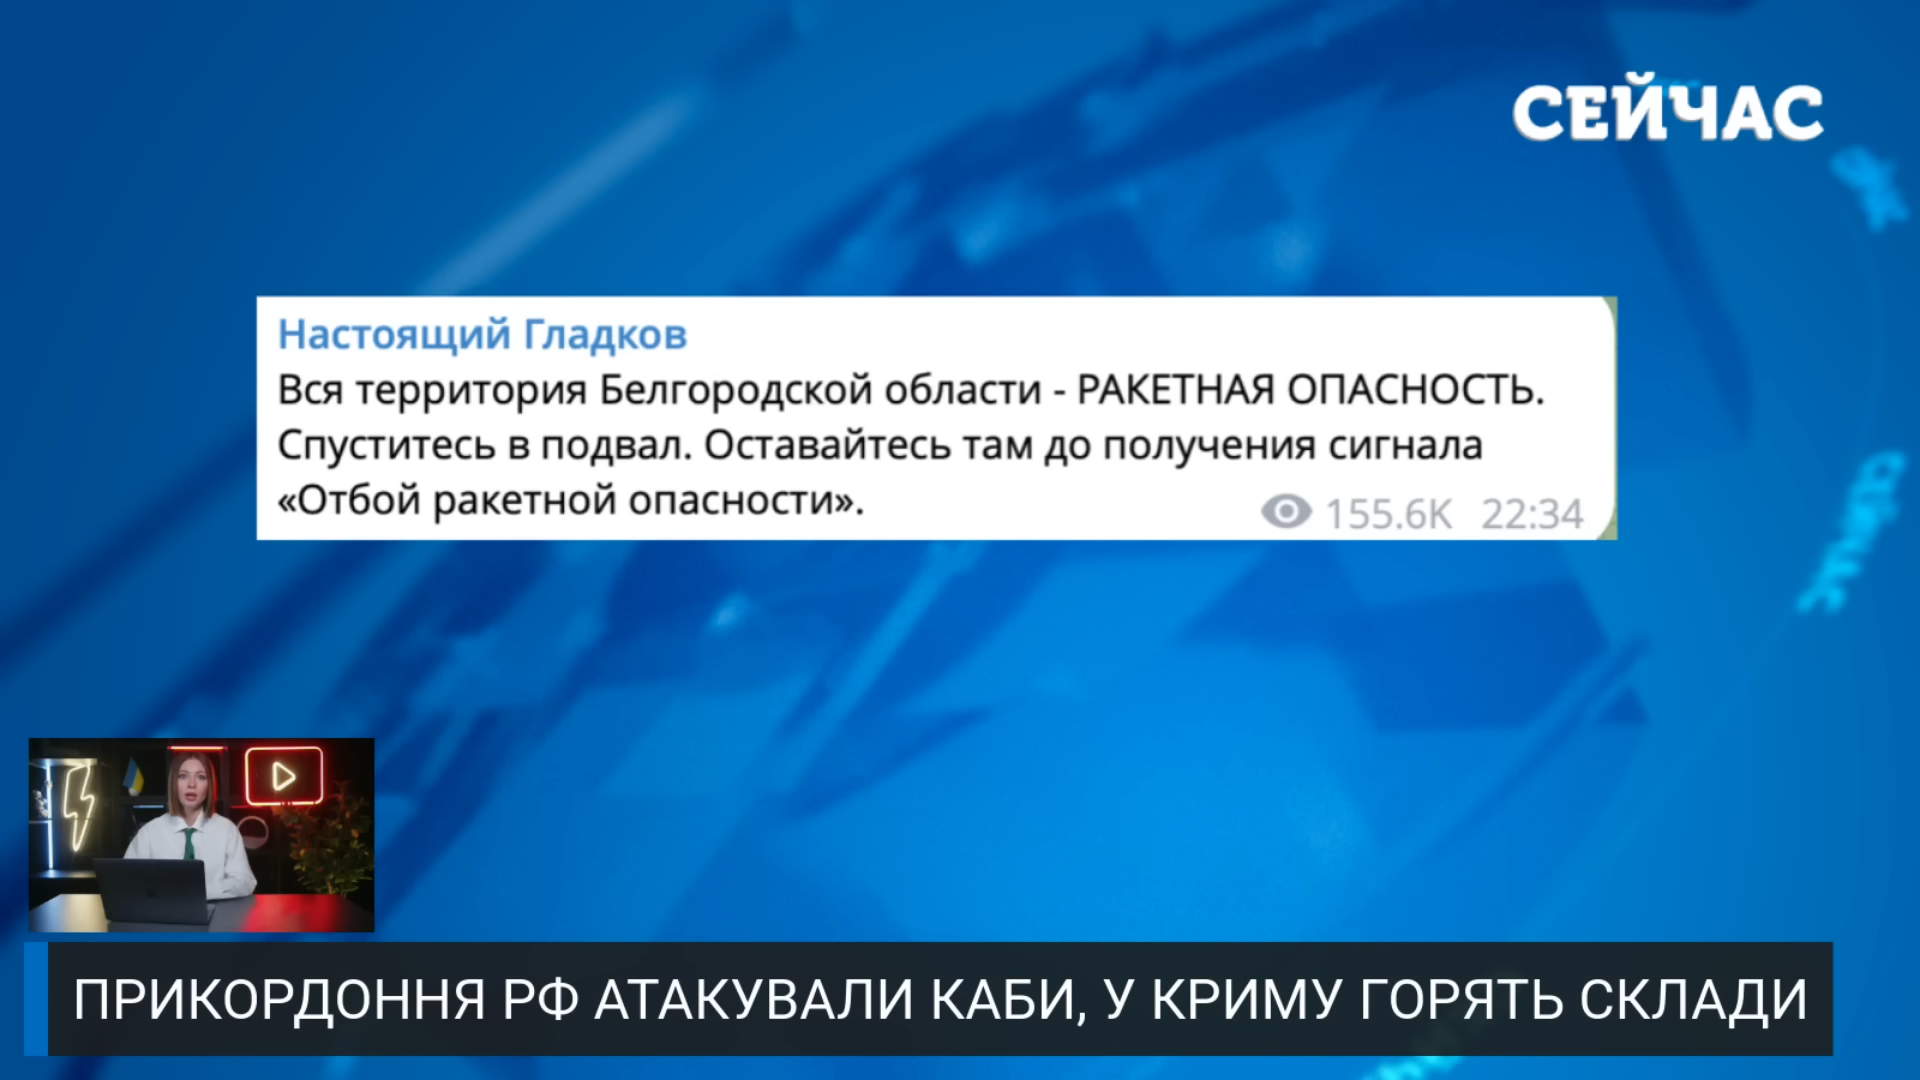 СЕЙЧАС
Настоящий Гладков
Вся территория Белгородской области - РАКЕТНАЯ ОПАСНОСТЬ.
Спуститесь в подвал. Оставайтесь там до получения сигнала
«Отбой ракетной опасности».
155.6K 22:34
ПРИКОРДОННЯ РФ АТАКУВАЛИ КАБИ, У КРИМУ ГОРЯТЬ СКЛАДИ